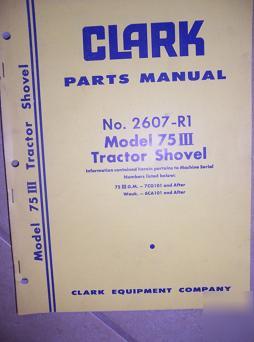 CLARK
PARTS MANUAL
No. 2607-R1
Model 75 III
Tractor Shovel
Information contained herein pertains to Machine Serial
Numbers listed below:
75 III G.M. – 7CG101 and After
Wauk. – 6CA101 and After
CLARK EQUIPMENT COMPANY
Model 75 III Tractor Shovel